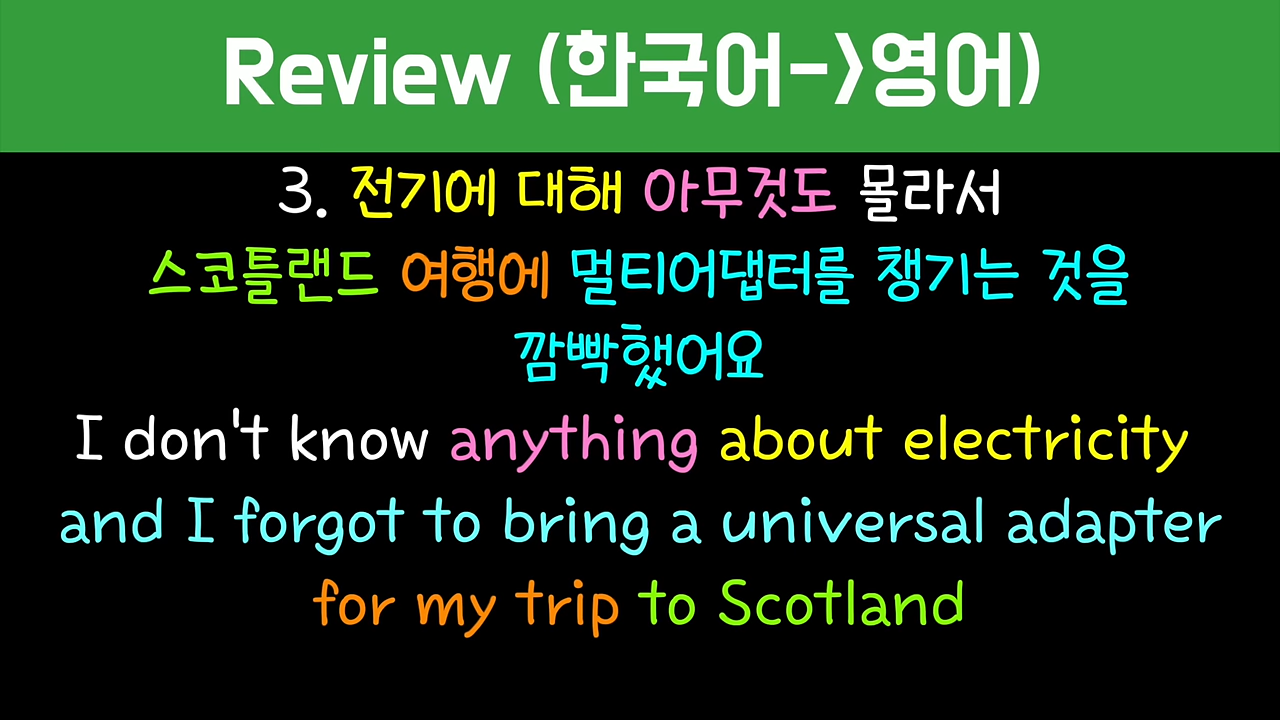 Review (한국어->영어)
3. 전기에 대해 아무것도 몰라서
스코틀랜드 여행에 멀티어댑터를 챙기는 것을
깜빡했어요
I don't know anything about electricity
and I forgot to bring a universal adapter
for my trip to Scotland